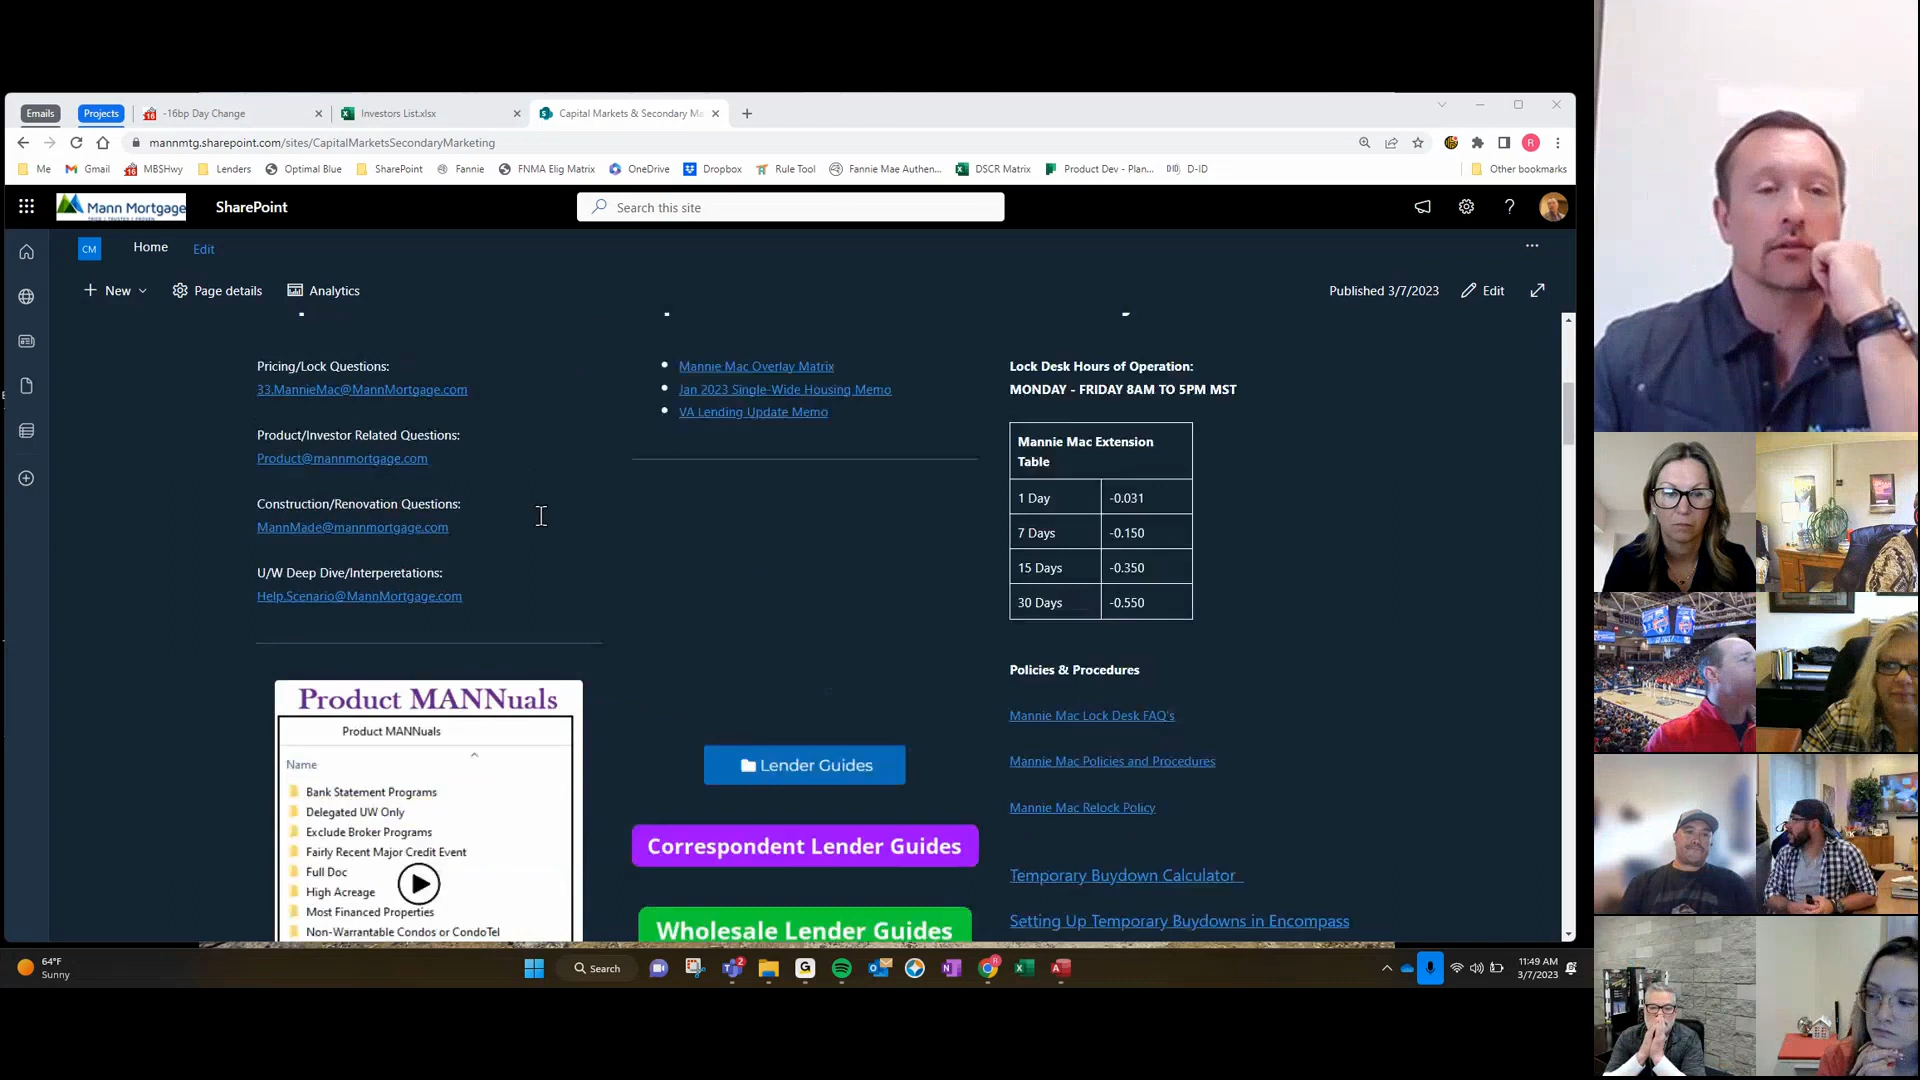 Emails
Projects
-16bp Day Change
Investors List.xlsx
Capital Markets & Secondary Ma
mannmtg.sharepoint.com/sites/CapitalMarketsSecondaryMarketing
Me
Gmail
MBSHwy
Lenders
Optimal Blue
SharePoint
Fannie
FNMA Elig Matrix
OneDrive
Dropbox
Rule Tool
Fannie Mae Authen...
DSCR Matrix
Product Dev - Plan...
D-ID
Other bookmarks
Mann Mortgage
SharePoint
Search this site
CM
Home
Edit
New
Page details
Analytics
Published 3/7/2023
Edit
Pricing/Lock Questions:
33.MannieMac@MannMortgage.com
Product/Investor Related Questions:
Product@mannmortgage.com
Construction/Renovation Questions:
MannMade@mannmortgage.com
U/W Deep Dive/Interperetations:
Help.Scenario@MannMortgage.com
Product MANNuals
Product MANNuals
Name
Bank Statement Programs
Delegated UW Only
Exclude Broker Programs
Fairly Recent Major Credit Event
Full Doc
High Acreage
Most Financed Properties
Non-Warrantable Condos or CondoTel
Mannie Mac Overlay Matrix
Jan 2023 Single-Wide Housing Memo
VA Lending Update Memo
Lender Guides
Correspondent Lender Guides
Wholesale Lender Guides
Lock Desk Hours of Operation:
MONDAY - FRIDAY 8AM TO 5PM MST
Mannie Mac Extension
Table
1 Day -0.031
7 Days -0.150
15 Days -0.350
30 Days -0.550
Policies & Procedures
Mannie Mac Lock Desk FAQ's
Mannie Mac Policies and Procedures
Mannie Mac Relock Policy
Temporary Buydown Calculator
Setting Up Temporary Buydowns in Encompass
64°F
Sunny
Search
11:49 AM
3/7/2023